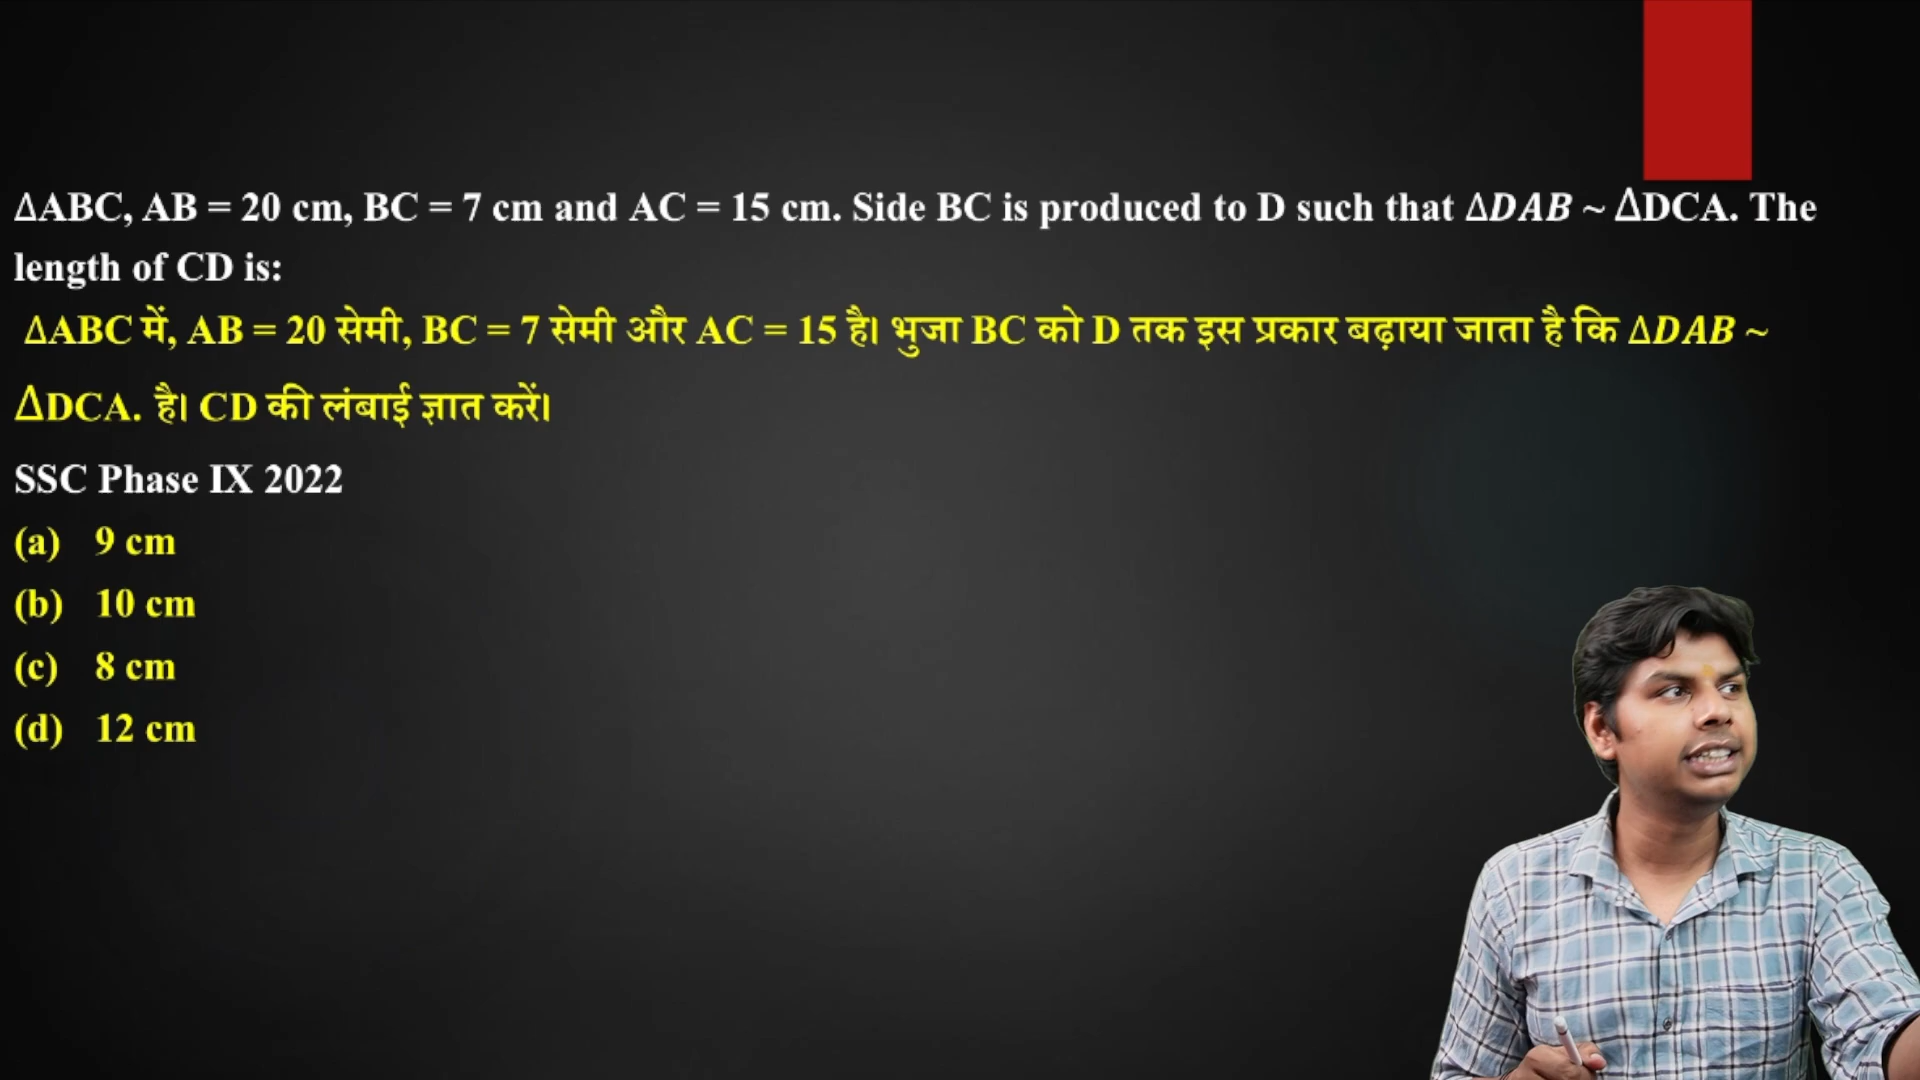 ΔABC, AB = 20 cm, BC = 7 cm and AC = 15 cm. Side BC is produced to D such that ΔDAB ~ ΔDCA. The
length of CD is:
ΔABC में, AB = 20 सेमी, BC = 7 सेमी और AC = 15 है। भुजा BC को D तक इस प्रकार बढ़ाया जाता है कि ΔDAB ~
ΔDCA. है। CD की लंबाई ज्ञात करें।
SSC Phase IX 2022
(a) 9 cm
(b) 10 cm
(c) 8 cm
(d) 12 cm